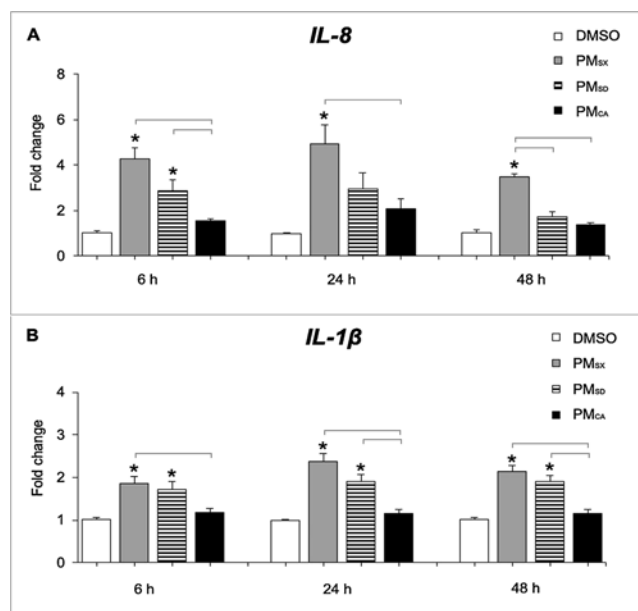 A
IL-8
DMSO
PMSX
PMSD
PMCA
Fold change
8
6
4
2
0
* * * *
6 h 24 h 48 h
B
IL-1β
DMSO
PMSX
PMSD
PMCA
Fold change
4
3
2
1
0
* * * * * *
6 h 24 h 48 h